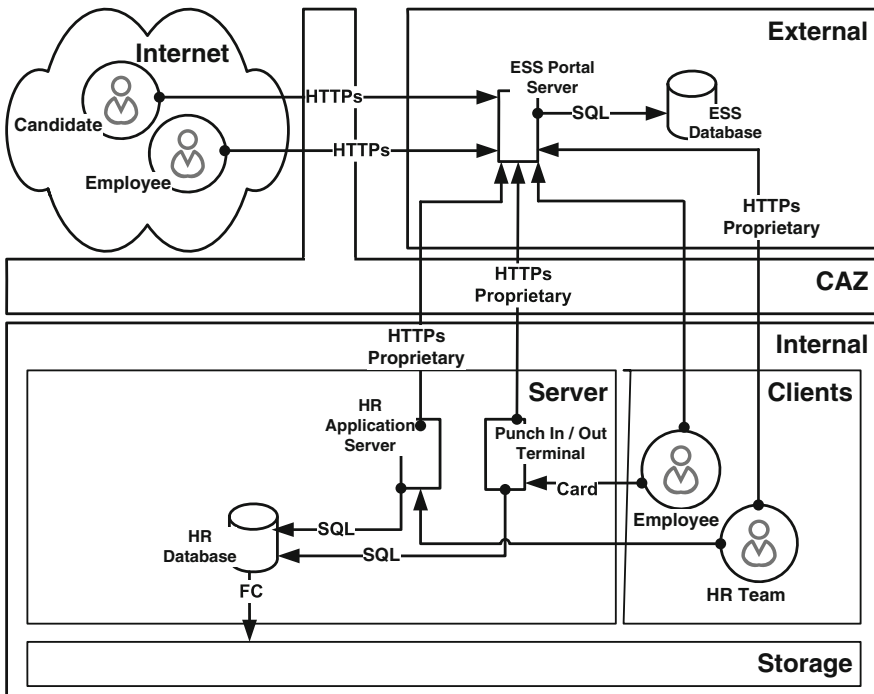 Internet
External
ESS Portal
Server
HTTPs
SQL
ESS
Database
Candidate
HTTPs
Employee
HTTPs
Proprietary
HTTPs
Proprietary
CAZ
HTTPs
Proprietary
Internal
Server
Clients
HR
Application
Server
Punch In / Out
Terminal
Card
Employee
SQL
HR
Database
SQL
FC
HR Team
Storage